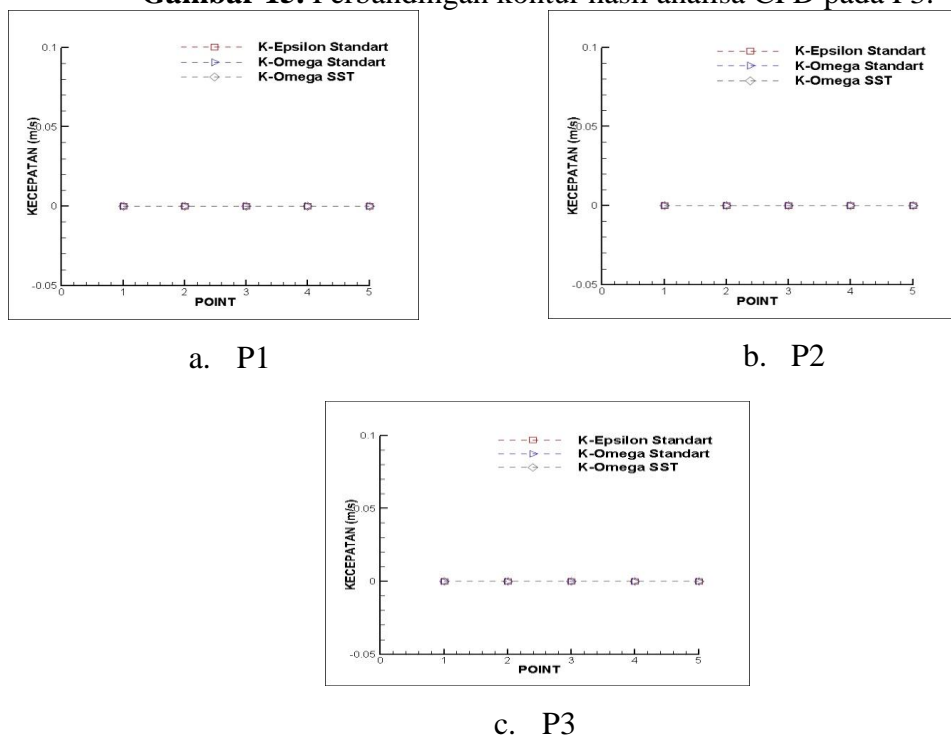 Gambar 15. Perbandingan kontur hasil analisa CFD pada P3.
0.1
0.05
0
-0.05
KECEPATAN (m/s)
K-Epsilon Standart
K-Omega Standart
K-Omega SST
0 1 2 3 4 5
POINT
a. P1
0.1
0.05
0
-0.05
KECEPATAN (m/s)
K-Epsilon Standart
K-Omega Standart
K-Omega SST
0 1 2 3 4 5
POINT
b. P2
0.1
0.05
0
-0.05
KECEPATAN (m/s)
K-Epsilon Standart
K-Omega Standart
K-Omega SST
0 1 2 3 4 5
POINT
c. P3